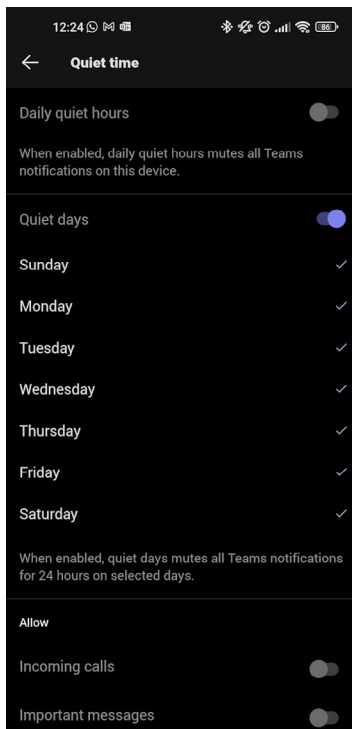 12:24
86
Quiet time
Daily quiet hours
When enabled, daily quiet hours mutes all Teams
notifications on this device.
Quiet days
Sunday
Monday
Tuesday
Wednesday
Thursday
Friday
Saturday
When enabled, quiet days mutes all Teams notifications
for 24 hours on selected days.
Allow
Incoming calls
Important messages